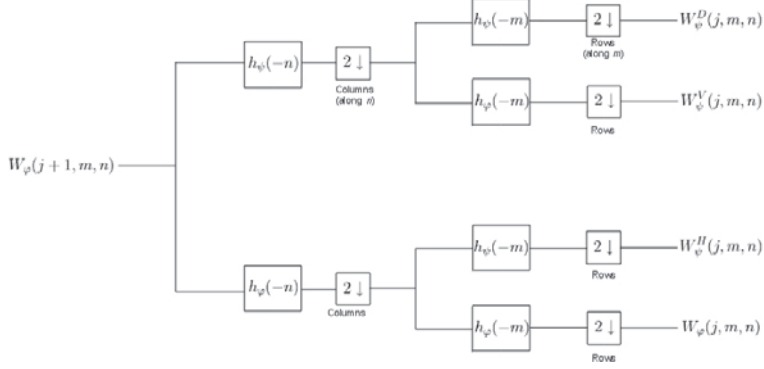 h_ψ(−m) 2↓ W_ψ^D(j, m, n)
Rows
(along m)
h_ψ(−n) 2↓
Columns
(along n)
h_φ(−m) 2↓ W_ψ^V(j, m, n)
Rows
W_φ(j + 1, m, n)
h_ψ(−m) 2↓ W_ψ^H(j, m, n)
Rows
h_φ(−n) 2↓
Columns
h_φ(−m) 2↓ W_φ(j, m, n)
Rows